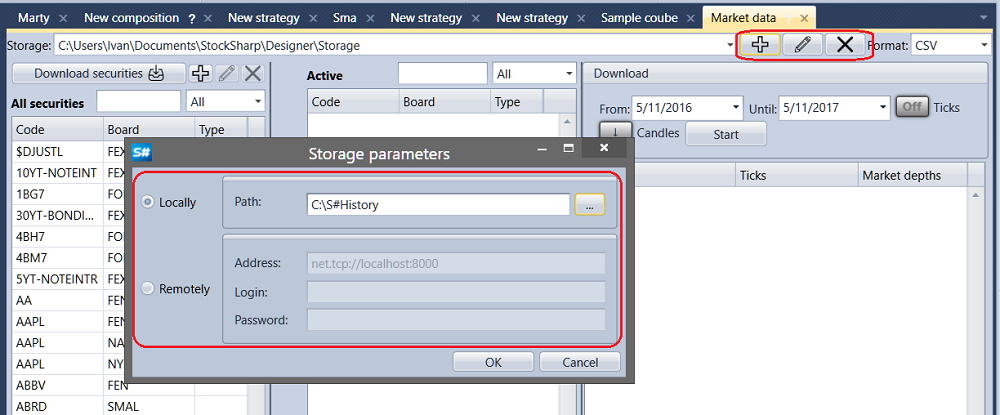 Marty New composition ? New strategy Sma New strategy New strategy Sample coube Market data
Storage: C:\Users\Ivan\Documents\StockSharp\Designer\Storage Format: CSV
Download securities Active All Download
All securities All Code Board Type From: 5/11/2016 Until: 5/11/2017 Off Ticks
Code Board Type Candles Start
$DJUSTL FEX
S# Storage parameters
10YT-NOTEINT FEX Ticks Market depths
1BG7 FO
Locally Path: C:\S#History ...
30YT-BONDI... FEX
4BH7 FO
4BM7 FO
Address: net.tcp://localhost:8000
5YT-NOTEINTR FEX
Remotely Login:
AA FEN
Password:
AAPL FEN
AAPL NA
AAPL NY
OK Cancel
ABBV FEN
ABRD SMAL